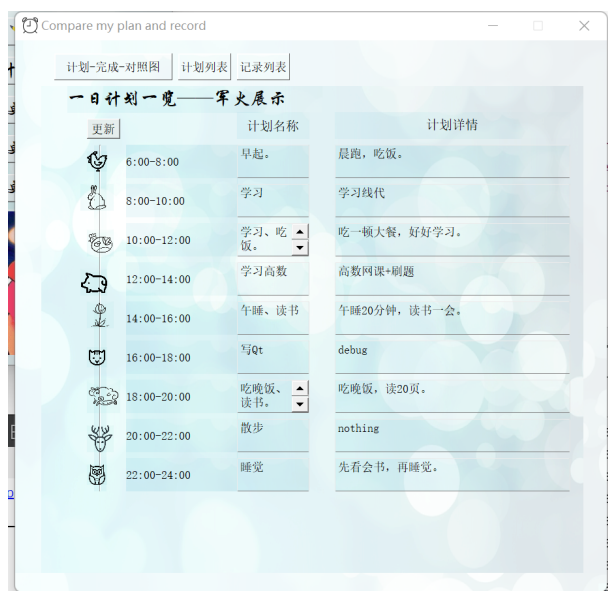 Compare my plan and record
计划-完成-对照图 计划列表 记录列表
一日计划一览——军火展示
更新 计划名称 计划详情
6:00-8:00 早起。 晨跑，吃饭。
8:00-10:00 学习 学习线代
10:00-12:00 学习、吃 吃一顿大餐，好好学习。
饭。
12:00-14:00 学习高数 高数网课+刷题
14:00-16:00 午睡、读书 午睡20分钟，读书一会。
16:00-18:00 写Qt debug
18:00-20:00 吃晚饭、 吃晚饭，读20页。
读书。
20:00-22:00 散步 nothing
22:00-24:00 睡觉 先看会书，再睡觉。